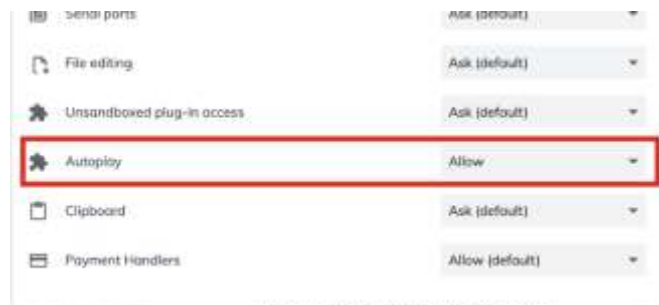 Serial ports Ask (default)
File editing Ask (default)
Unsandboxed plug-in access Ask (default)
Autoplay Allow
Clipboard Ask (default)
Payment Handlers Allow (default)